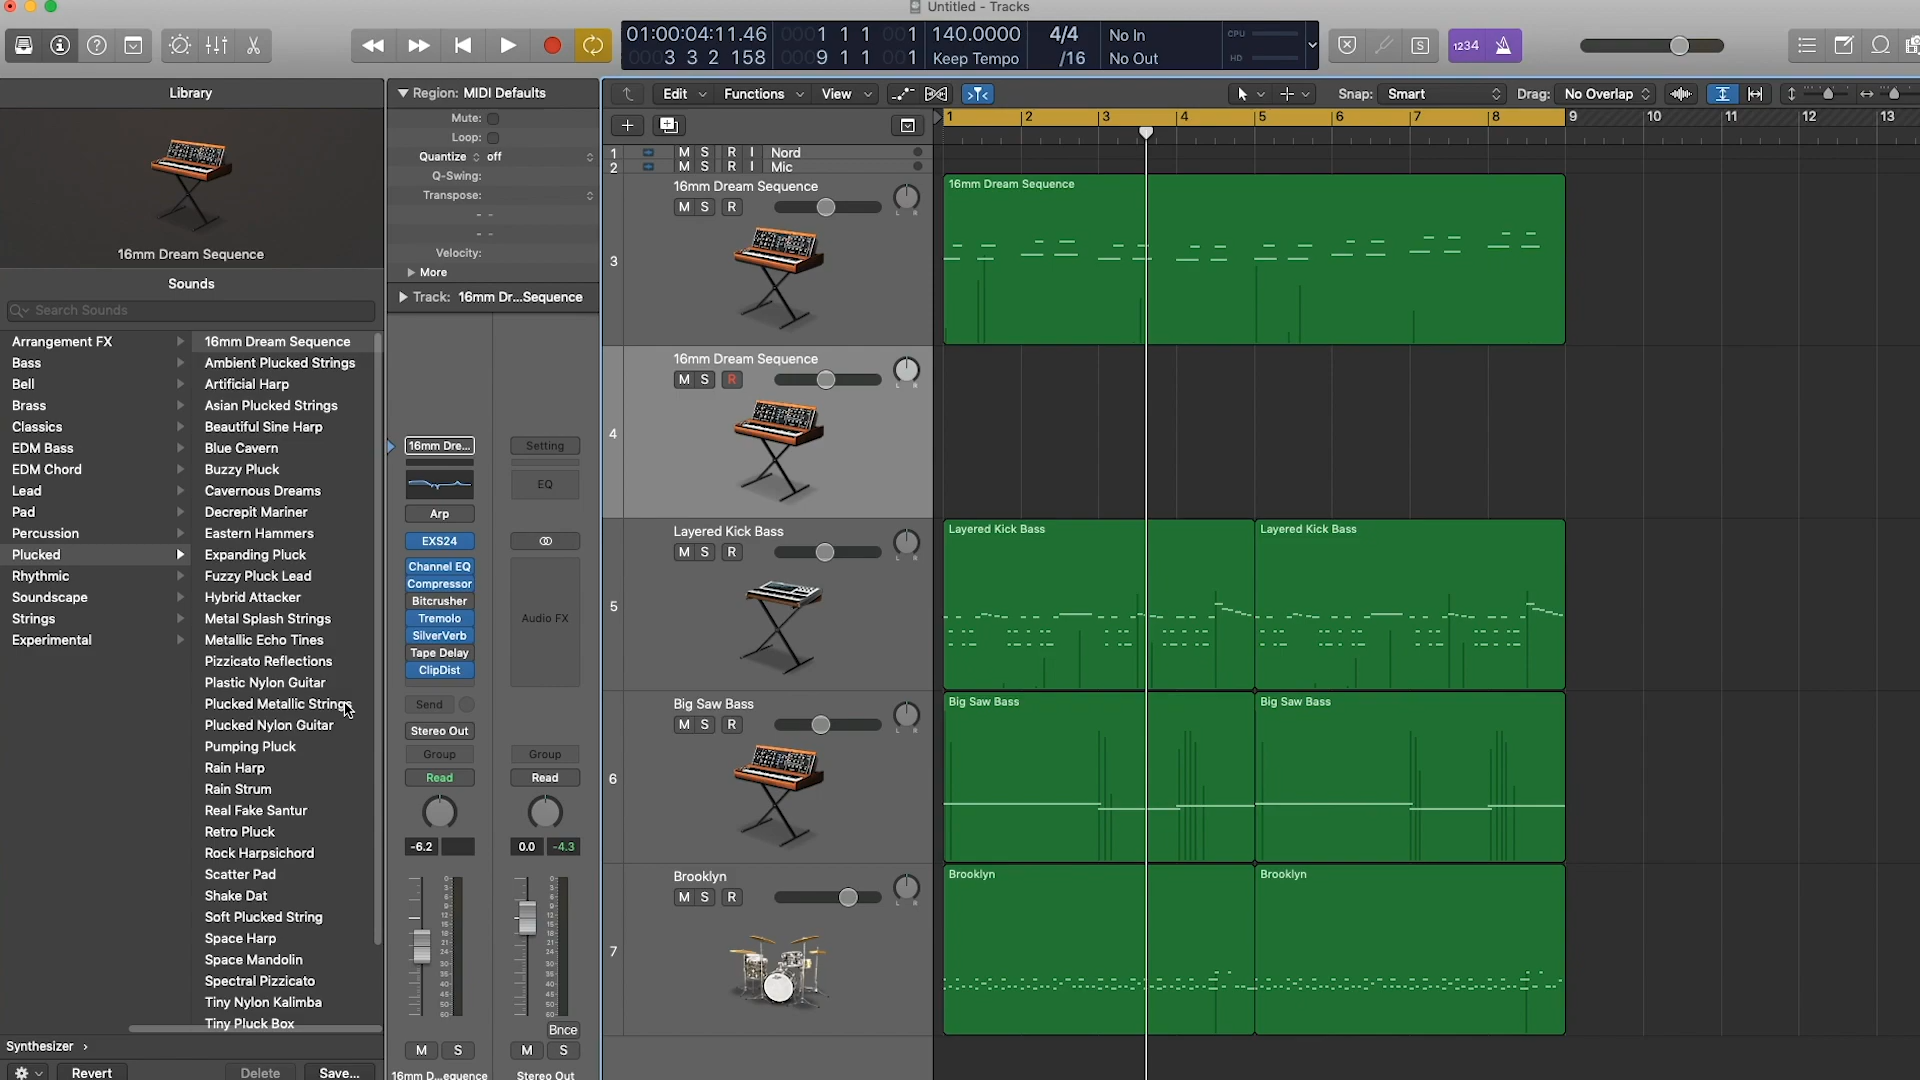 Untitled - Tracks
01:00:04:11.46
3 3 2 158
0001 1 1 001
0009 1 1 001
140.0000
Keep Tempo
4/4
/16
No In
No Out
CPU
HD
1234
S
Library
16mm Dream Sequence
Sounds
Search Sounds
Arrangement FX
Bass
Bell
Brass
Classics
EDM Bass
EDM Chord
Lead
Pad
Percussion
Plucked
Rhythmic
Soundscape
Strings
Experimental
16mm Dream Sequence
Ambient Plucked Strings
Artificial Harp
Asian Plucked Strings
Beautiful Sine Harp
Blue Cavern
Buzzy Pluck
Cavernous Dreams
Decrepit Mariner
Eastern Hammers
Expanding Pluck
Fuzzy Pluck Lead
Hybrid Attacker
Metal Splash Strings
Metallic Echo Tines
Pizzicato Reflections
Plastic Nylon Guitar
Plucked Metallic Strings
Plucked Nylon Guitar
Pumping Pluck
Rain Harp
Rain Strum
Real Fake Santur
Retro Pluck
Rock Harpsichord
Scatter Pad
Shake Dat
Soft Plucked String
Space Harp
Space Mandolin
Spectral Pizzicato
Tiny Nylon Kalimba
Tiny Pluck Box
Synthesizer
Revert Delete Save...
Region: MIDI Defaults
Mute:
Loop:
Quantize off
Q-Swing:
Transpose:
Velocity:
More
Track: 16mm Dr...Sequence
16mm Dre...
Arp
EXS24
Channel EQ
Compressor
Bitcrusher
Tremolo
SilverVerb
Tape Delay
ClipDist
Send
Stereo Out
Group
Read
-6.2
M S
16mm D...equence
Setting
EQ
Audio FX
Group
Read
0.0 -4.3
Bnce
M S
Stereo Out
Edit Functions View
Snap: Smart
Drag: No Overlap
1 2 3 4 5 6 7 8 9 10 11 12 13
1 M S R I Nord
2 M S R I Mic
3
16mm Dream Sequence
M S R
L R
16mm Dream Sequence
4
16mm Dream Sequence
M S R
L R
5
Layered Kick Bass
M S R
L R
Layered Kick Bass
Layered Kick Bass
6
Big Saw Bass
M S R
L R
Big Saw Bass
Big Saw Bass
7
Brooklyn
M S R
L R
Brooklyn
Brooklyn